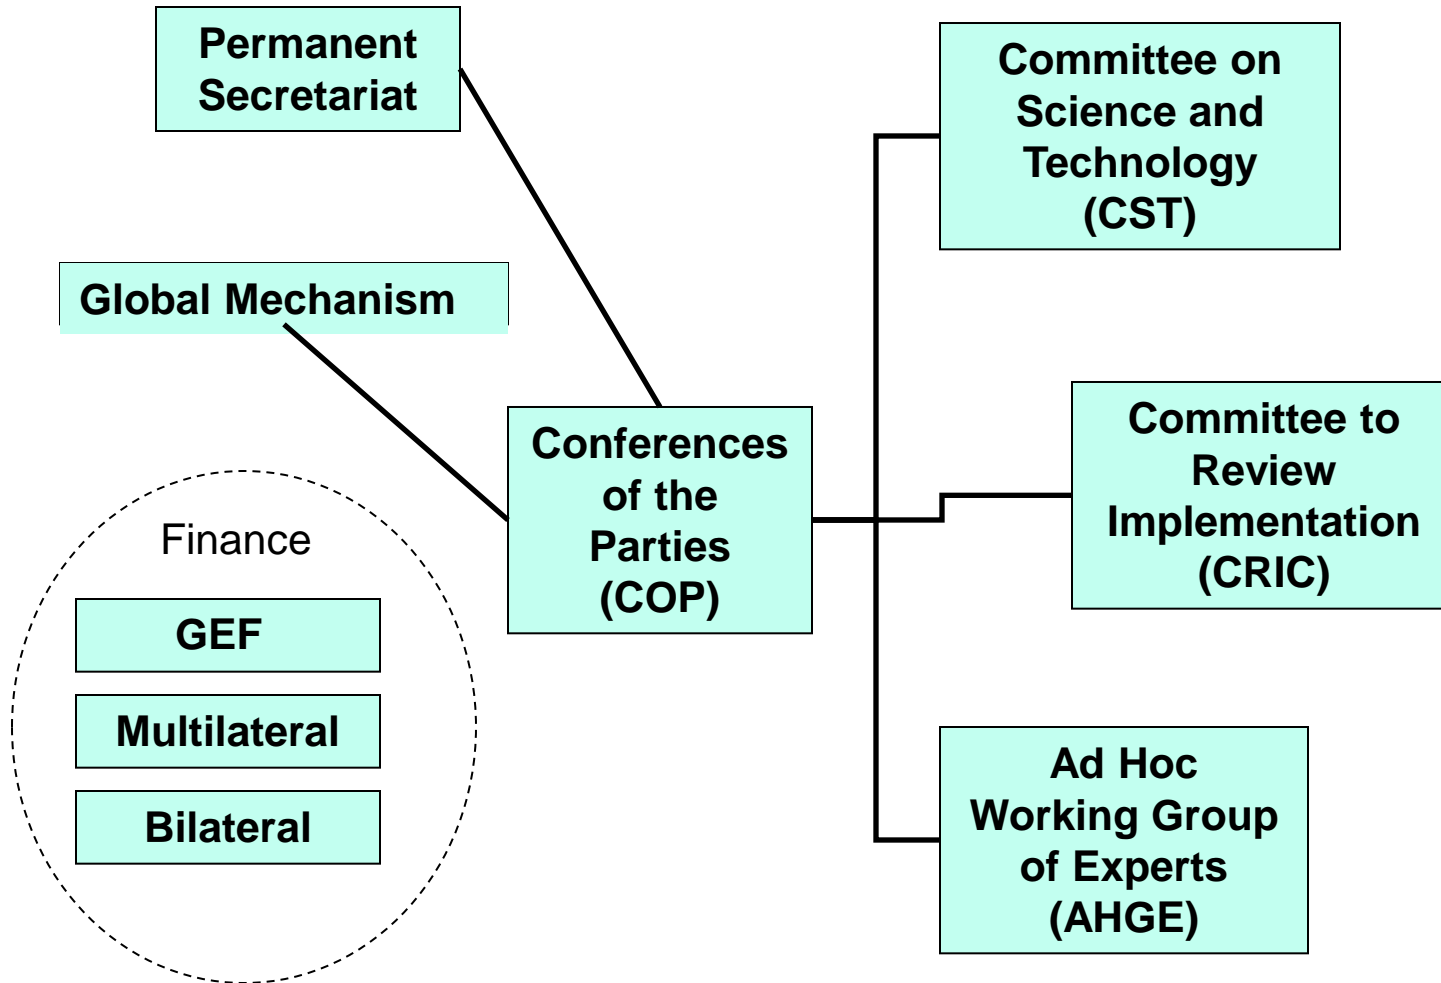 Permanent
Secretariat
Global Mechanism
Finance
GEF
Multilateral
Bilateral
Conferences
of the
Parties
(COP)
Committee on
Science and
Technology
(CST)
Committee to
Review
Implementation
(CRIC)
Ad Hoc
Working Group
of Experts
(AHGE)